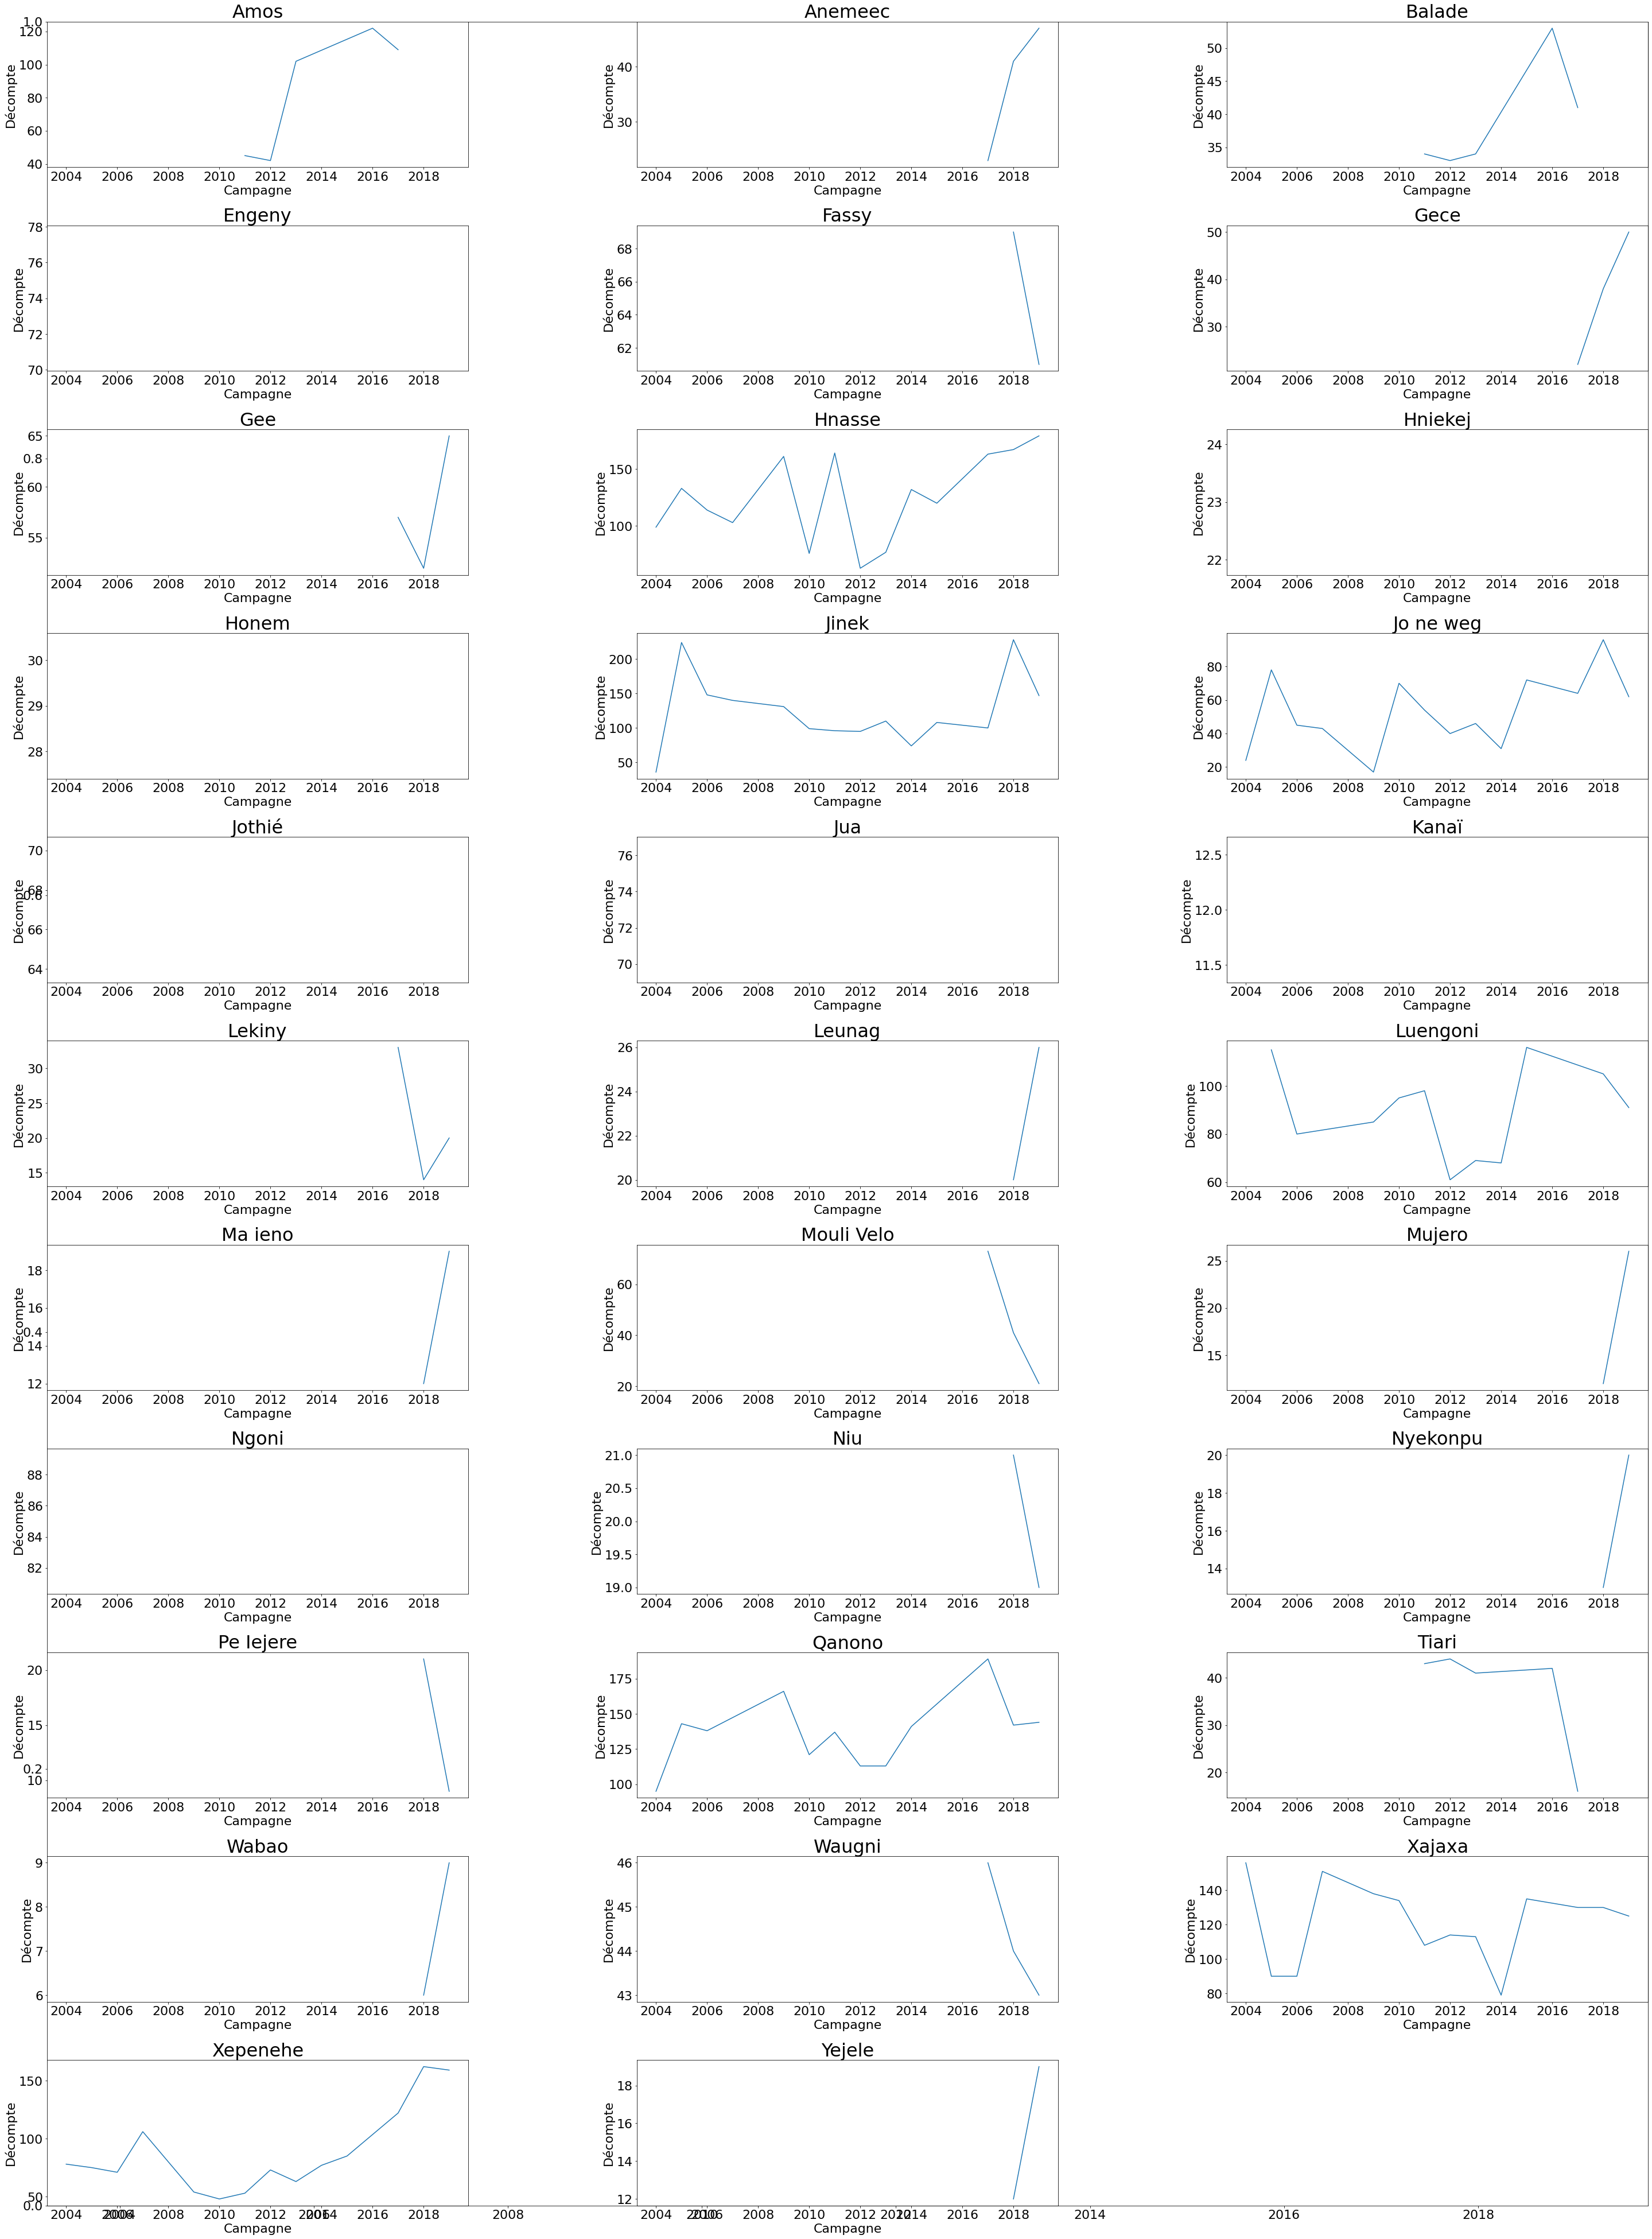 Amos
1.0
120
100
80
60
40
Décompte
2004 2006 2008 2010 2012 2014 2016 2018
Campagne
Anemeec
40
30
Décompte
2004 2006 2008 2010 2012 2014 2016 2018
Campagne
Balade
50
45
40
35
Décompte
2004 2006 2008 2010 2012 2014 2016 2018
Campagne
Engeny
78
76
74
72
70
Décompte
2004 2006 2008 2010 2012 2014 2016 2018
Campagne
Fassy
68
66
64
62
Décompte
2004 2006 2008 2010 2012 2014 2016 2018
Campagne
Gece
50
40
30
Décompte
2004 2006 2008 2010 2012 2014 2016 2018
Campagne
Gee
65
0.8
60
55
Décompte
2004 2006 2008 2010 2012 2014 2016 2018
Campagne
Hnasse
150
100
Décompte
2004 2006 2008 2010 2012 2014 2016 2018
Campagne
Hniekej
24
23
22
Décompte
2004 2006 2008 2010 2012 2014 2016 2018
Campagne
Honem
30
29
28
Décompte
2004 2006 2008 2010 2012 2014 2016 2018
Campagne
Jinek
200
150
100
50
Décompte
2004 2006 2008 2010 2012 2014 2016 2018
Campagne
Jo ne weg
80
60
40
20
Décompte
2004 2006 2008 2010 2012 2014 2016 2018
Campagne
Jothié
70
68
0.6
66
64
Décompte
2004 2006 2008 2010 2012 2014 2016 2018
Campagne
Jua
76
74
72
70
Décompte
2004 2006 2008 2010 2012 2014 2016 2018
Campagne
Kanaï
12.5
12.0
11.5
Décompte
2004 2006 2008 2010 2012 2014 2016 2018
Campagne
Lekiny
30
25
20
15
Décompte
2004 2006 2008 2010 2012 2014 2016 2018
Campagne
Leunag
26
24
22
20
Décompte
2004 2006 2008 2010 2012 2014 2016 2018
Campagne
Luengoni
100
80
60
Décompte
2004 2006 2008 2010 2012 2014 2016 2018
Campagne
Ma ieno
18
16
0.4
14
12
Décompte
2004 2006 2008 2010 2012 2014 2016 2018
Campagne
Mouli Velo
60
40
20
Décompte
2004 2006 2008 2010 2012 2014 2016 2018
Campagne
Mujero
25
20
15
Décompte
2004 2006 2008 2010 2012 2014 2016 2018
Campagne
Ngoni
88
86
84
82
Décompte
2004 2006 2008 2010 2012 2014 2016 2018
Campagne
Niu
21.0
20.5
20.0
19.5
19.0
Décompte
2004 2006 2008 2010 2012 2014 2016 2018
Campagne
Nyekonpu
20
18
16
14
Décompte
2004 2006 2008 2010 2012 2014 2016 2018
Campagne
Pe Iejere
20
15
0.2
10
Décompte
2004 2006 2008 2010 2012 2014 2016 2018
Campagne
Qanono
175
150
125
100
Décompte
2004 2006 2008 2010 2012 2014 2016 2018
Campagne
Tiari
40
30
20
Décompte
2004 2006 2008 2010 2012 2014 2016 2018
Campagne
Wabao
9
8
7
6
Décompte
2004 2006 2008 2010 2012 2014 2016 2018
Campagne
Waugni
46
45
44
43
Décompte
2004 2006 2008 2010 2012 2014 2016 2018
Campagne
Xajaxa
140
120
100
80
Décompte
2004 2006 2008 2010 2012 2014 2016 2018
Campagne
Xepenehe
150
100
50
0.0
Décompte
2004 2008 2010 2012 2014 2016 2018
Campagne
Yejele
18
16
14
12
Décompte
2008
2004 2006 2008 2010 2012 2014 2016 2018
Campagne
2014 2016 2018